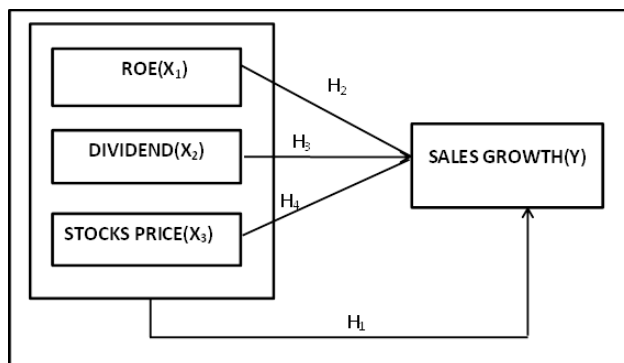 ROE(X₁)
H₂
DIVIDEND(X₂)
H₃
SALES GROWTH(Y)
H₄
STOCKS PRICE(X₃)
H₁